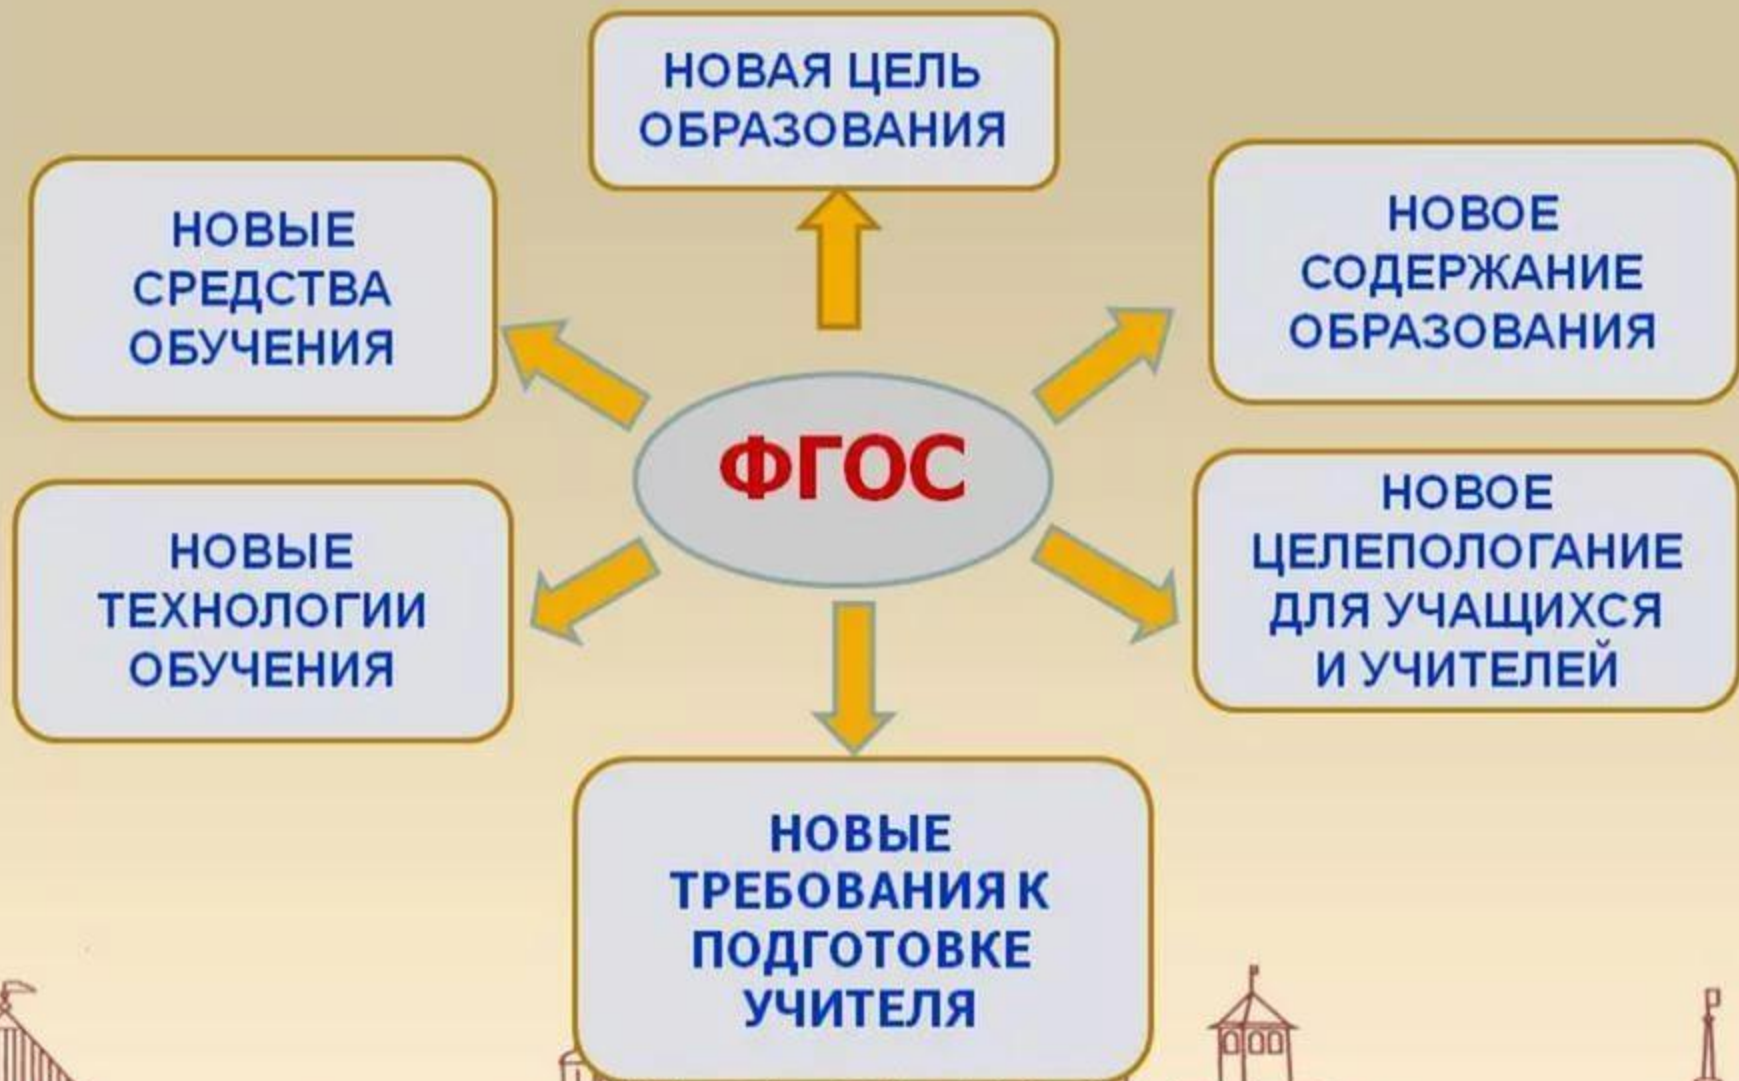 НОВАЯ ЦЕЛЬ
ОБРАЗОВАНИЯ
НОВЫЕ
СРЕДСТВА
ОБУЧЕНИЯ
НОВОЕ
СОДЕРЖАНИЕ
ОБРАЗОВАНИЯ
ФГОС
НОВЫЕ
ТЕХНОЛОГИИ
ОБУЧЕНИЯ
НОВОЕ
ЦЕЛЕПОЛОГАНИЕ
ДЛЯ УЧАЩИХСЯ
И УЧИТЕЛЕЙ
НОВЫЕ
ТРЕБОВАНИЯ К
ПОДГОТОВКЕ
УЧИТЕЛЯ